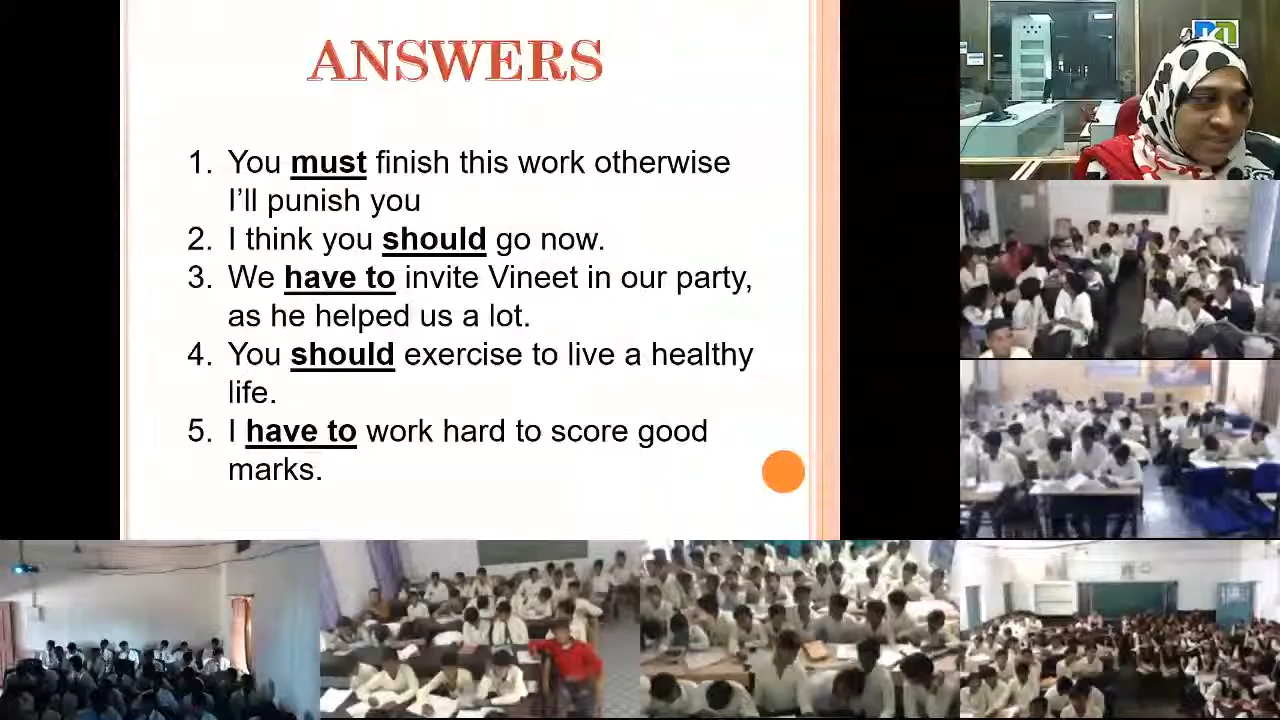 ANSWERS
1. You must finish this work otherwise
I'll punish you
2. I think you should go now.
3. We have to invite Vineet in our party,
as he helped us a lot.
4. You should exercise to live a healthy
life.
5. I have to work hard to score good
marks.